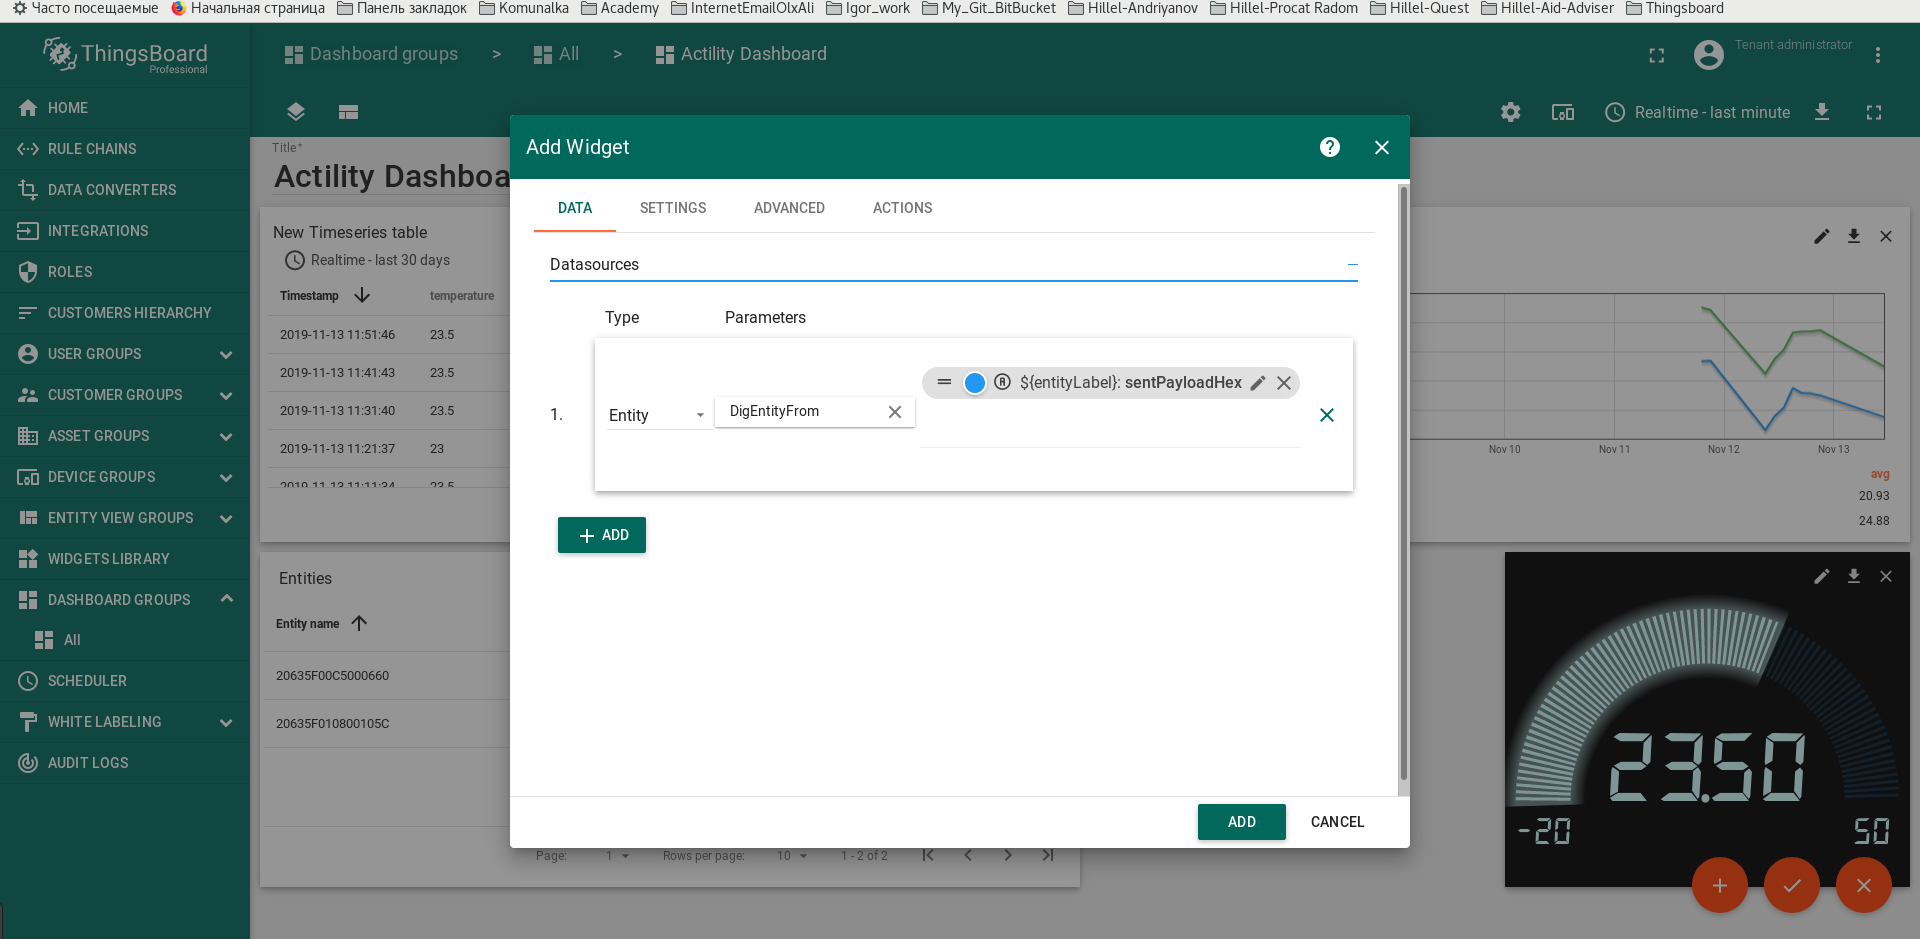 Часто посещаемые Начальная страница Панель закладок Komunalka Academy InternetEmailOlxAli Igor_work My_Git_BitBucket Hillel-Andriyanov Hillel-Procat Radom Hillel-Quest Hillel-Aid-Adviser Thingsboard
ThingsBoard
Professional
Dashboard groups > All > Actility Dashboard
Tenant administrator
HOME
RULE CHAINS
DATA CONVERTERS
INTEGRATIONS
ROLES
CUSTOMERS HIERARCHY
USER GROUPS
CUSTOMER GROUPS
ASSET GROUPS
DEVICE GROUPS
ENTITY VIEW GROUPS
WIDGETS LIBRARY
DASHBOARD GROUPS
All
SCHEDULER
WHITE LABELING
AUDIT LOGS
Realtime - last minute
Title*
Actility Dashboa
New Timeseries table
Realtime - last 30 days
Timestamp temperature
2019-11-13 11:51:46 23.5
2019-11-13 11:41:43 23.5
2019-11-13 11:31:40 23.5
2019-11-13 11:21:37 23
2019-11-13 11:11:34 23.5
Entities
Entity name
20635F00C5000660
20635F010800105C
Page: 1 Rows per page: 10 1 - 2 of 2
Add Widget
DATA SETTINGS ADVANCED ACTIONS
Datasources
Type Parameters
1. Entity DigEntityFrom ${entityLabel}: sentPayloadHex
+ ADD
ADD CANCEL
Nov 10 Nov 11 Nov 12 Nov 13
avg
20.93
24.88
23.50
-20 50